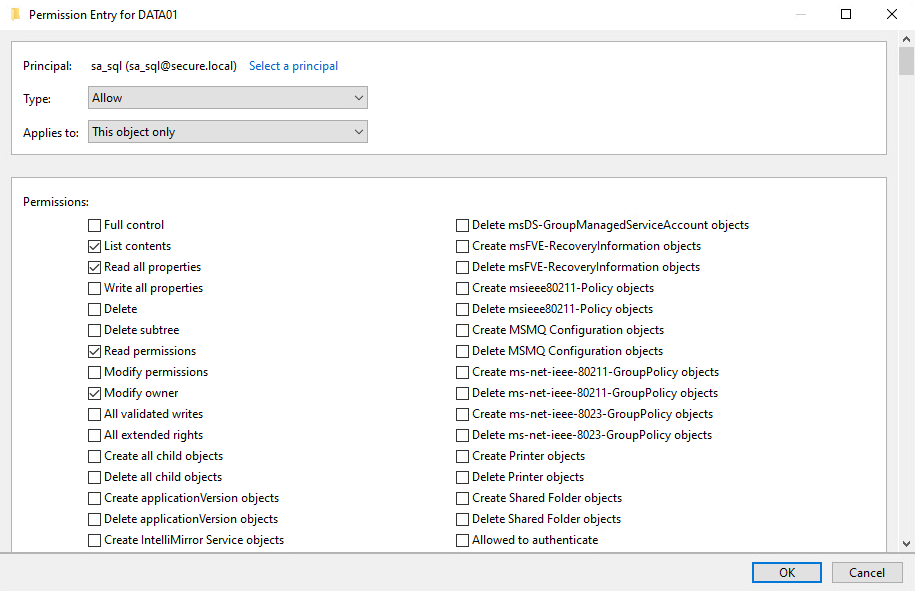 Permission Entry for DATA01
Principal: sa_sql (sa_sql@secure.local) Select a principal
Type: Allow
Applies to: This object only
Permissions:
Full control
List contents
Read all properties
Write all properties
Delete
Delete subtree
Read permissions
Modify permissions
Modify owner
All validated writes
All extended rights
Create all child objects
Delete all child objects
Create applicationVersion objects
Delete applicationVersion objects
Create IntelliMirror Service objects
Delete msDS-GroupManagedServiceAccount objects
Create msFVE-RecoveryInformation objects
Delete msFVE-RecoveryInformation objects
Create msieee80211-Policy objects
Delete msieee80211-Policy objects
Create MSMQ Configuration objects
Delete MSMQ Configuration objects
Create ms-net-ieee-80211-GroupPolicy objects
Delete ms-net-ieee-80211-GroupPolicy objects
Create ms-net-ieee-8023-GroupPolicy objects
Delete ms-net-ieee-8023-GroupPolicy objects
Create Printer objects
Delete Printer objects
Create Shared Folder objects
Delete Shared Folder objects
Allowed to authenticate
OK Cancel